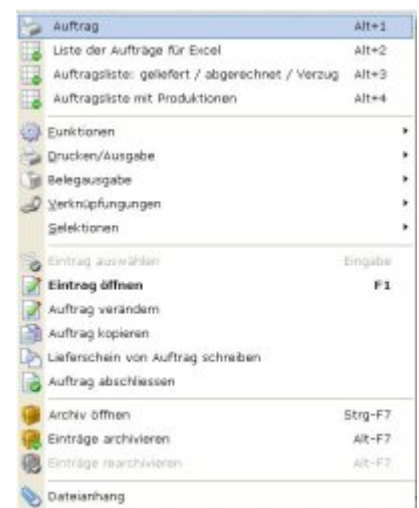 Auftrag Alt+1
Liste der Aufträge für Excel Alt+2
Auftragsliste: geliefert / abgerechnet / Verzug Alt+3
Auftragsliste mit Produktionen Alt+4
Funktionen
Drucken/Ausgabe
Belegausgabe
Verknüpfungungen
Selektionen
Eintrag auswählen Eingabe
Eintrag öffnen F1
Auftrag verändern
Auftrag kopieren
Lieferschein von Auftrag schreiben
Auftrag abschliessen
Archiv öffnen Strg-F7
Einträge archivieren Alt-F7
Einträge rearchivieren Alt-F7
Dateianhang